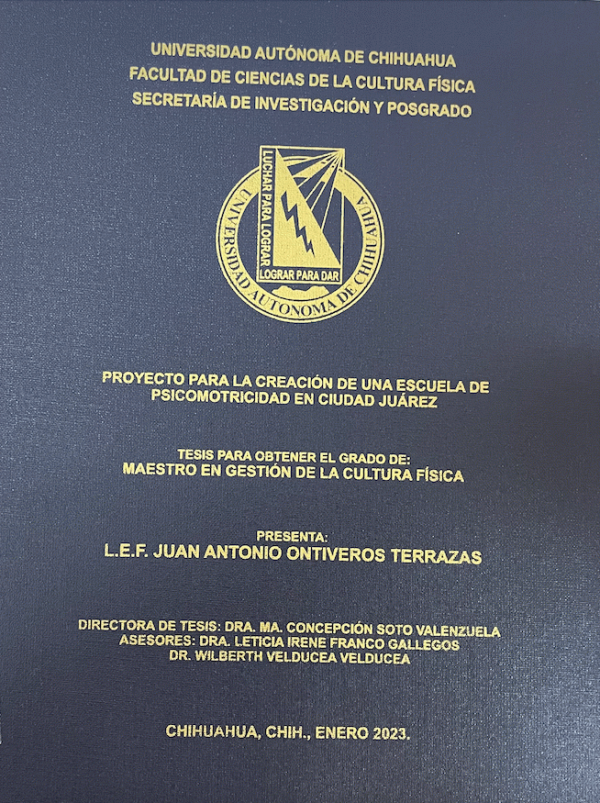 UNIVERSIDAD AUTÓNOMA DE CHIHUAHUA
FACULTAD DE CIENCIAS DE LA CULTURA FÍSICA
SECRETARÍA DE INVESTIGACIÓN Y POSGRADO
LUCHAR PARA LOGRAR
LOGRAR PARA DAR
UNIVERSIDAD AUTONOMA DE CHIHUAHUA
PROYECTO PARA LA CREACIÓN DE UNA ESCUELA DE
PSICOMOTRICIDAD EN CIUDAD JUÁREZ
TESIS PARA OBTENER EL GRADO DE:
MAESTRO EN GESTIÓN DE LA CULTURA FÍSICA
PRESENTA:
L.E.F. JUAN ANTONIO ONTIVEROS TERRAZAS
DIRECTORA DE TESIS: DRA. MA. CONCEPCIÓN SOTO VALENZUELA
ASESORES: DRA. LETICIA IRENE FRANCO GALLEGOS
DR. WILBERTH VELDUCEA VELDUCEA
CHIHUAHUA, CHIH., ENERO 2023.